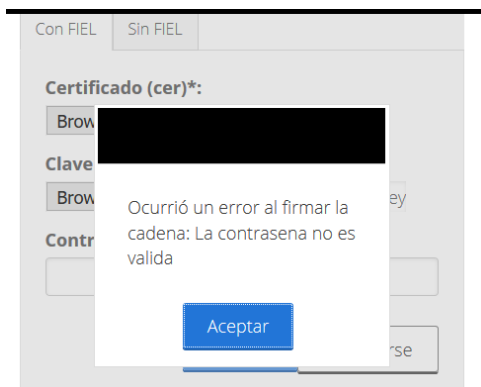 Con FIEL Sin FIEL
Certificado (cer)*:
Brow
Clave
Brow ey
Ocurrió un error al firmar la
cadena: La contrasena no es
valida
Contr
Aceptar
rse